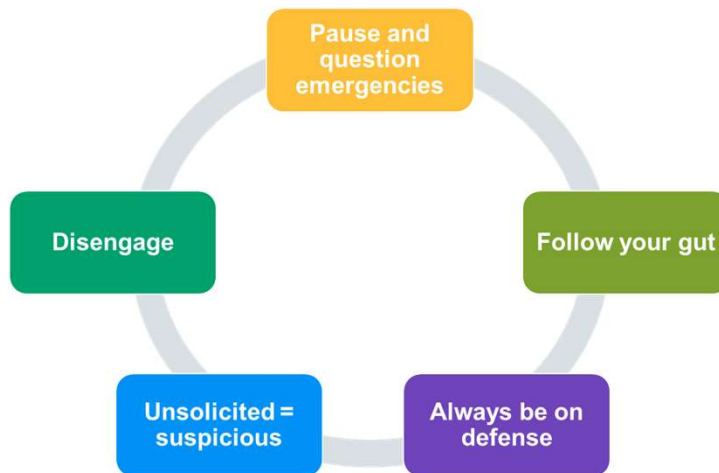 Pause and
question
emergencies
Disengage
Follow your gut
Unsolicited =
suspicious
Always be on
defense